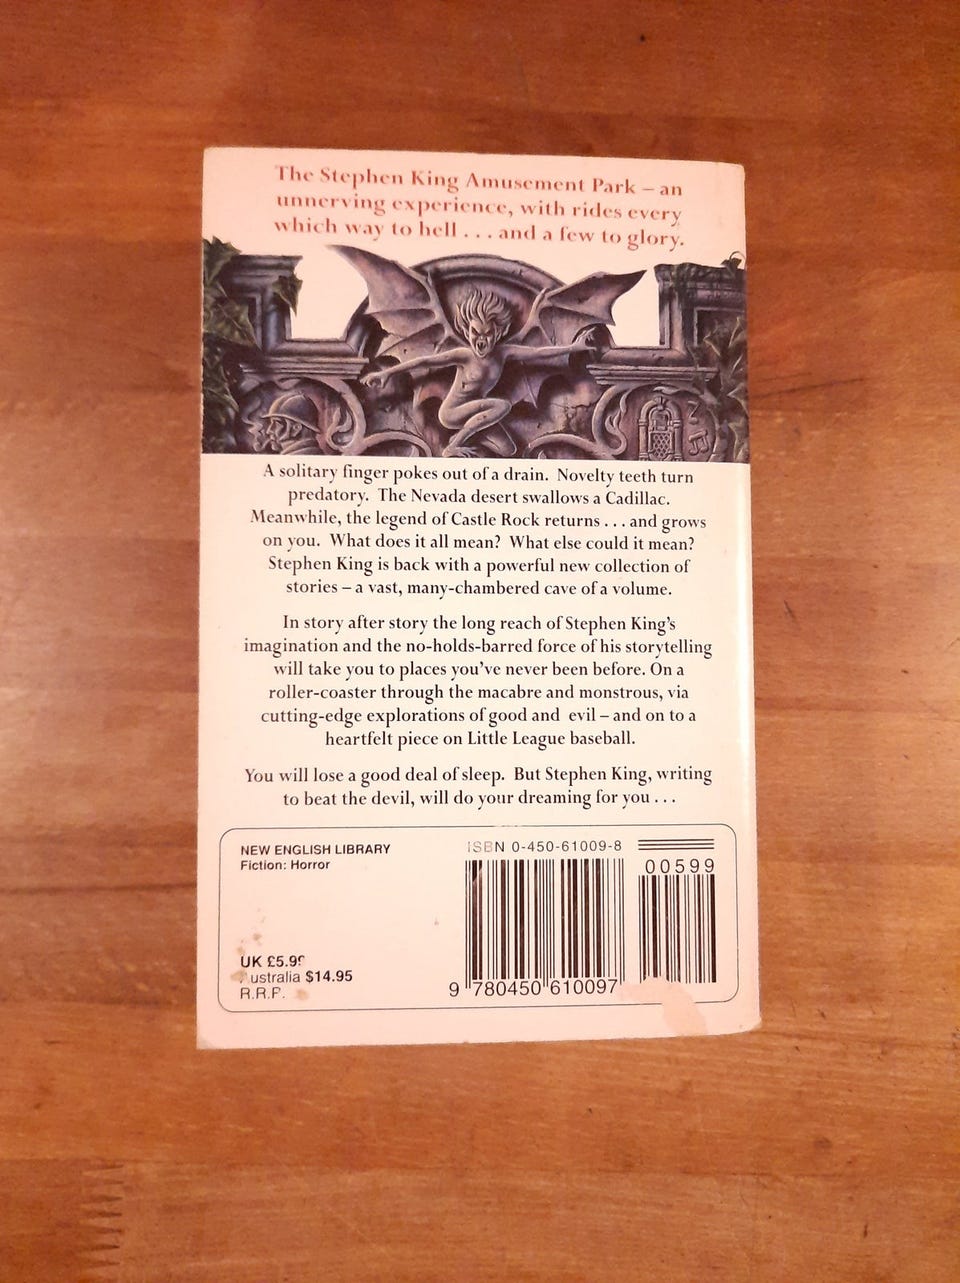 The Stephen King Amusement Park – an
unnerving experience, with rides every
which way to hell . . . and a few to glory.
A solitary finger pokes out of a drain. Novelty teeth turn
predatory. The Nevada desert swallows a Cadillac.
Meanwhile, the legend of Castle Rock returns . . . and grows
on you. What does it all mean? What else could it mean?
Stephen King is back with a powerful new collection of
stories – a vast, many-chambered cave of a volume.
In story after story the long reach of Stephen King's
imagination and the no-holds-barred force of his storytelling
will take you to places you've never been before. On a
roller-coaster through the macabre and monstrous, via
cutting-edge explorations of good and evil – and on to a
heartfelt piece on Little League baseball.
You will lose a good deal of sleep. But Stephen King, writing
to beat the devil, will do your dreaming for you . . .
NEW ENGLISH LIBRARY
Fiction: Horror
ISBN 0-450-61009-8
00599
UK £5.99
Australia $14.95
R.R.P.
9 780450 610097